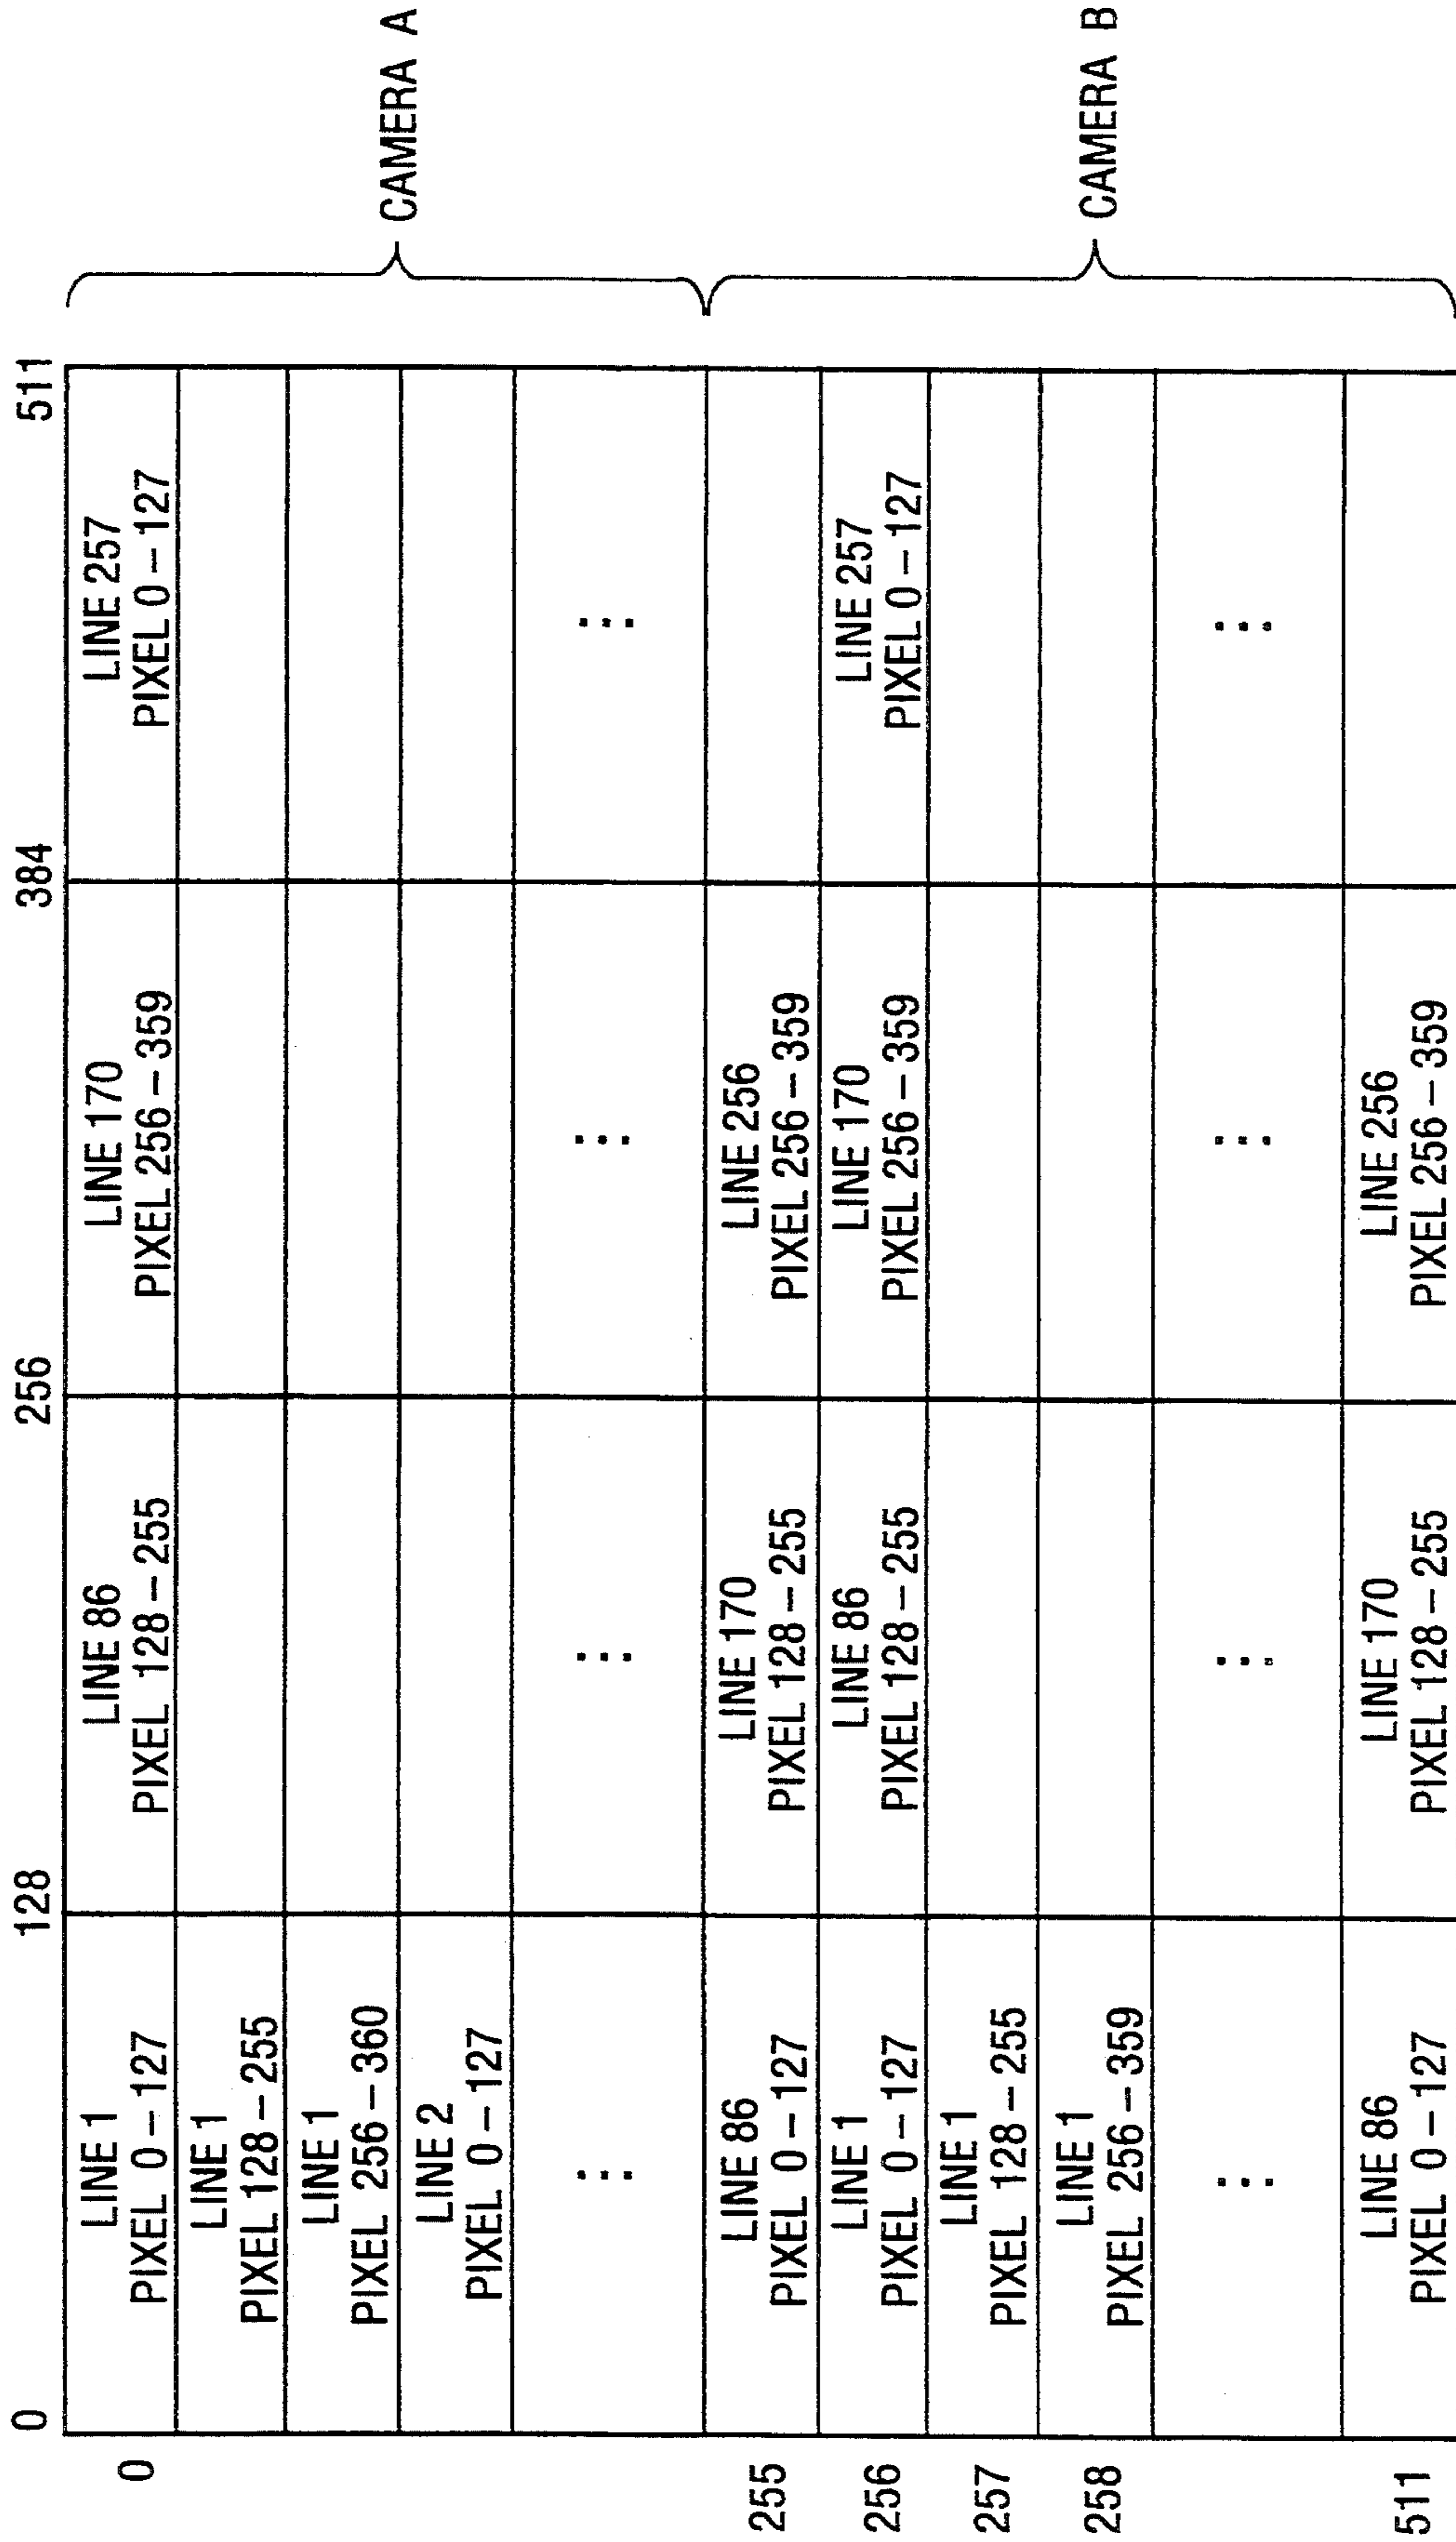 0 128 256 384 511
0
LINE 1
PIXEL 0 – 127
LINE 86
PIXEL 128 – 255
LINE 170
PIXEL 256 – 359
LINE 257
PIXEL 0 – 127
LINE 1
PIXEL 128 – 255
LINE 1
PIXEL 256 – 360
LINE 2
PIXEL 0 – 127
CAMERA A
255
LINE 86
PIXEL 0 – 127
LINE 170
PIXEL 128 – 255
LINE 256
PIXEL 256 – 359
256
LINE 1
PIXEL 0 – 127
LINE 86
PIXEL 128 – 255
LINE 170
PIXEL 256 – 359
LINE 257
PIXEL 0 – 127
257
LINE 1
PIXEL 128 – 255
258
LINE 1
PIXEL 256 – 359
CAMERA B
511
LINE 86
PIXEL 0 – 127
LINE 170
PIXEL 128 – 255
LINE 256
PIXEL 256 – 359